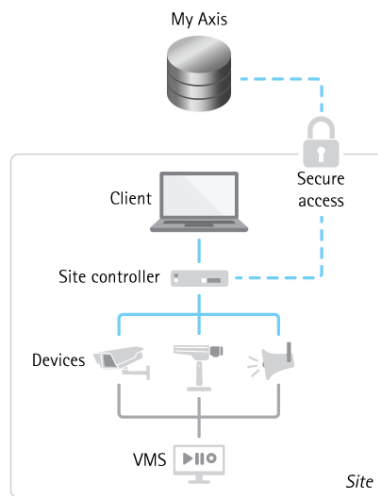 My Axis
Secure
access
Client
Site controller
Devices
VMS
Site